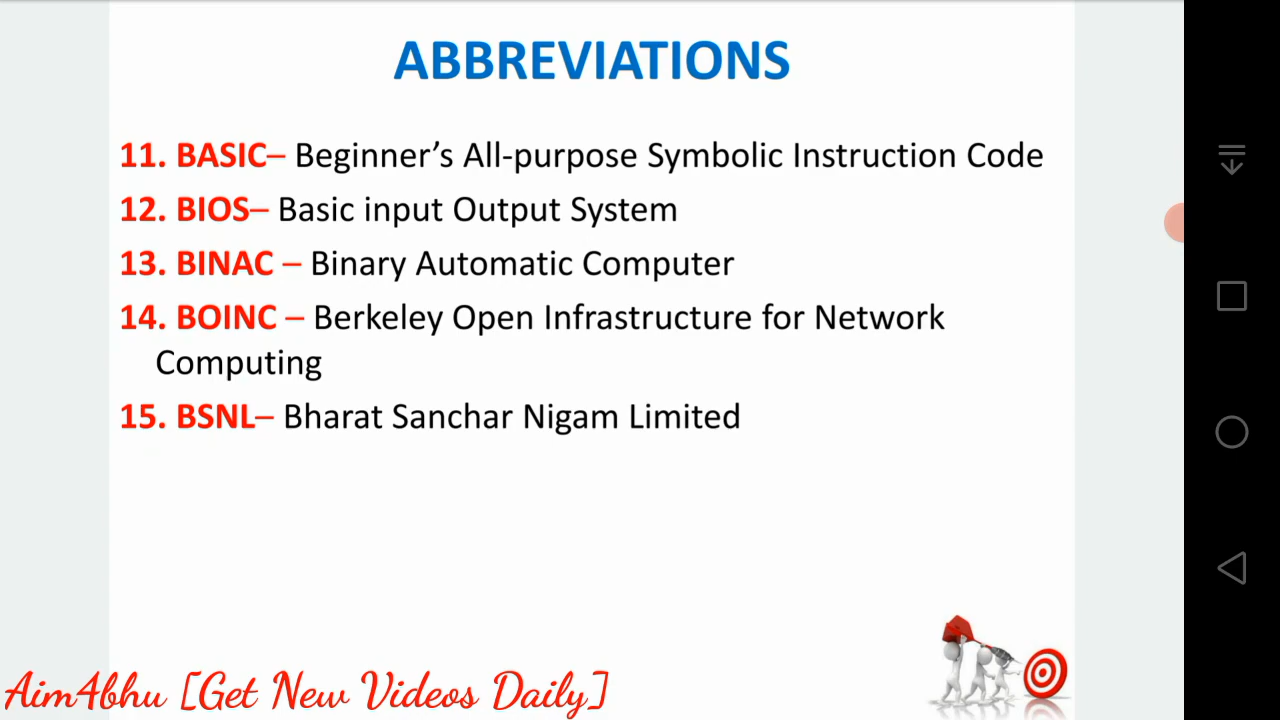 ABBREVIATIONS
11. BASIC– Beginner’s All-purpose Symbolic Instruction Code
12. BIOS– Basic input Output System
13. BINAC – Binary Automatic Computer
14. BOINC – Berkeley Open Infrastructure for Network
Computing
15. BSNL– Bharat Sanchar Nigam Limited
Aim4bhu [Get New Videos Daily]